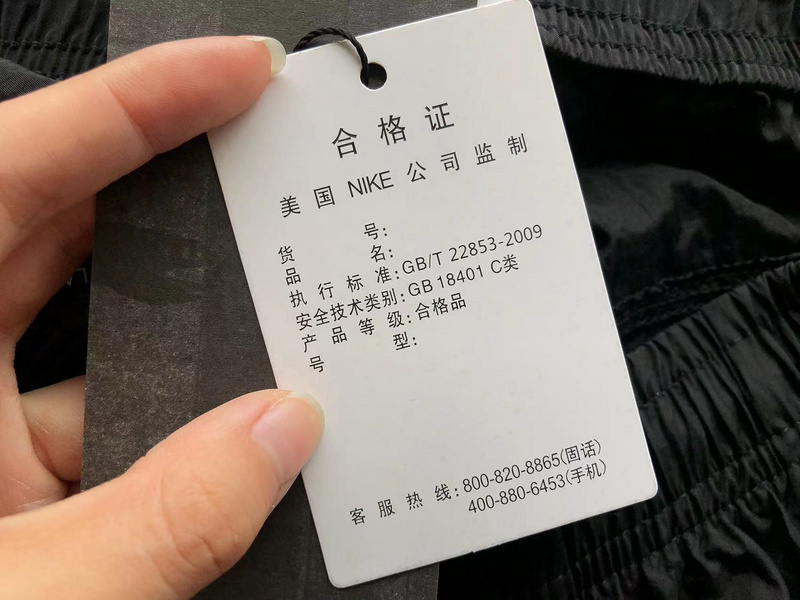 合格证
美国 NIKE 公司监制
货号:
品名:
执行标准:GB/T 22853-2009
安全技术类别:GB 18401 C类
产品等级:合格品
号型:
客服热线:800-820-8865(固话)
400-880-6453(手机)